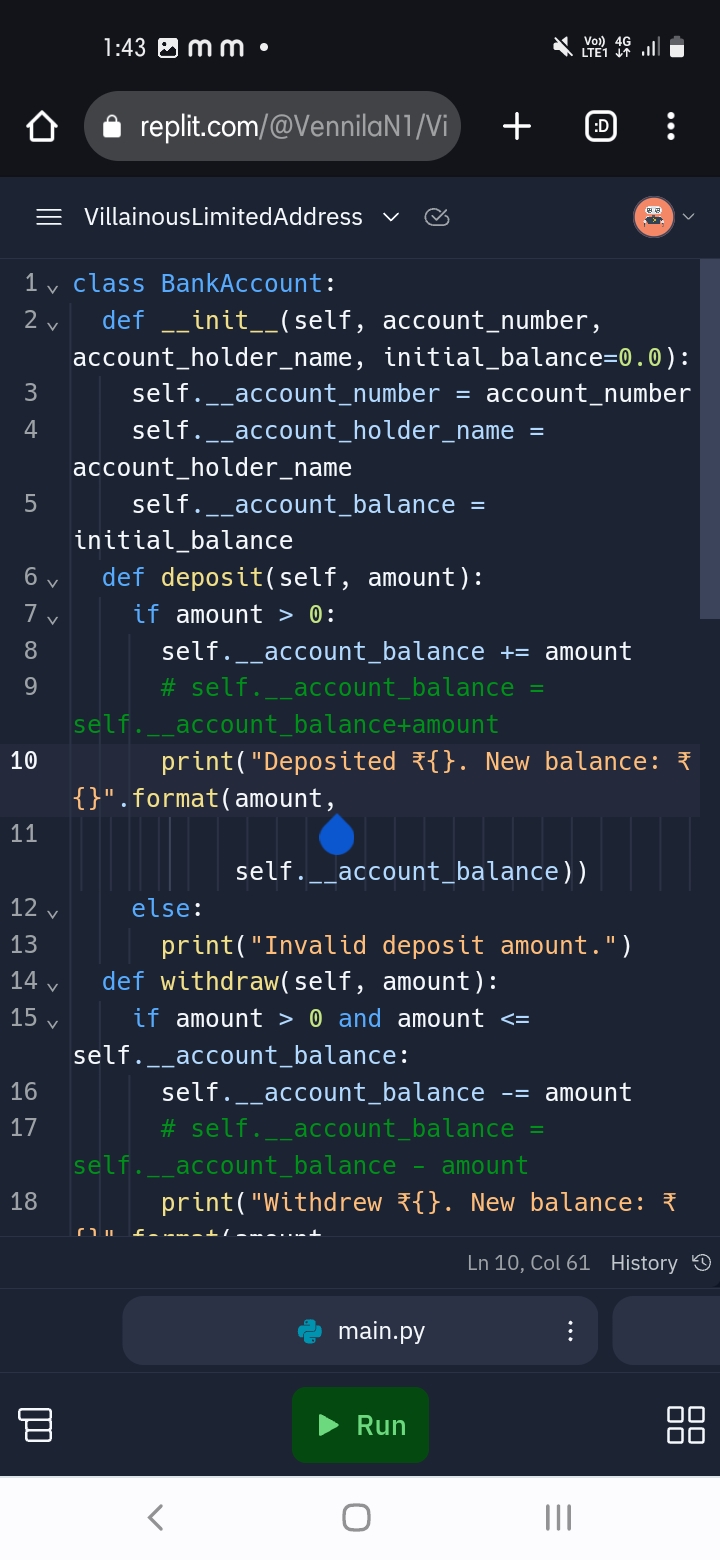 1:43
Vo)) 4G
LTE1
replit.com/@VennilaN1/Vi
:D
VillainousLimitedAddress
1 class BankAccount:
2 def __init__(self, account_number,
account_holder_name, initial_balance=0.0):
3 self.__account_number = account_number
4 self.__account_holder_name =
account_holder_name
5 self.__account_balance =
initial_balance
6 def deposit(self, amount):
7 if amount > 0:
8 self.__account_balance += amount
9 # self.__account_balance =
self.__account_balance+amount
10 print("Deposited ₹{}. New balance: ₹
{}".format(amount,
11
self.__account_balance))
12 else:
13 print("Invalid deposit amount.")
14 def withdraw(self, amount):
15 if amount > 0 and amount <=
self.__account_balance:
16 self.__account_balance -= amount
17 # self.__account_balance =
self.__account_balance - amount
18 print("Withdrew ₹{}. New balance: ₹
{}".format(amount,
Ln 10, Col 61 History
main.py
Run